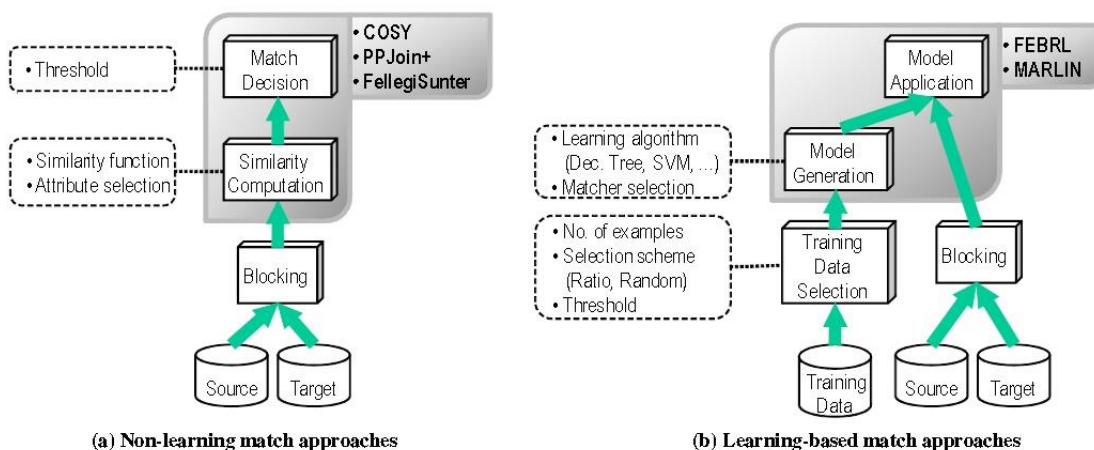 • COSY
• PPJoin+
• FellegiSunter
Match
Decision
• Threshold
• Similarity function
• Attribute selection
Similarity
Computation
Blocking
Source
Target
(a) Non-learning match approaches
• FEBRL
• MARLIN
Model
Application
• Learning algorithm
(Dec. Tree, SVM, ...)
• Matcher selection
Model
Generation
• No. of examples
• Selection scheme
(Ratio, Random)
• Threshold
Training
Data
Selection
Blocking
Training
Data
Source
Target
(b) Learning-based match approaches